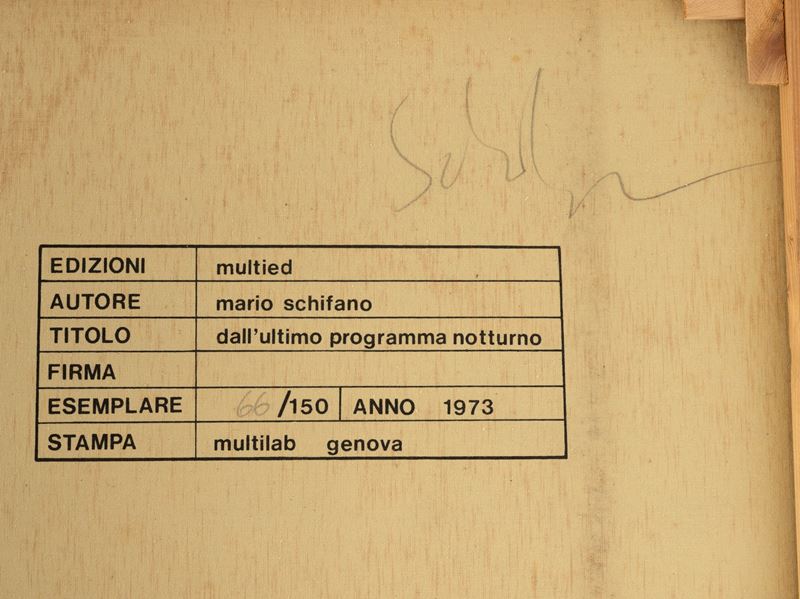 Schifano
EDIZIONI multied
AUTORE mario schifano
TITOLO dall'ultimo programma notturno
FIRMA
ESEMPLARE 66/150 ANNO 1973
STAMPA multilab genova